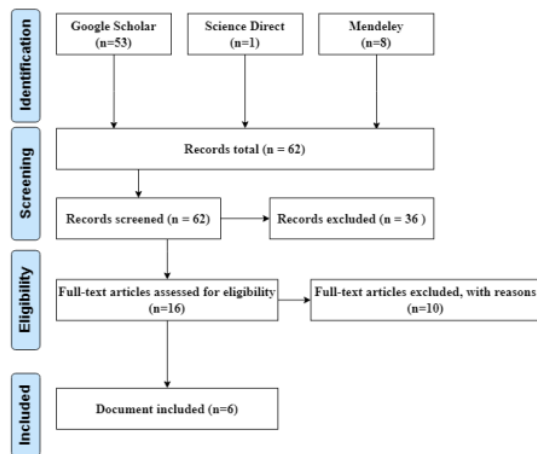 Identification
Google Scholar
(n=53)
Science Direct
(n=1)
Mendeley
(n=8)
Screening
Records total (n = 62)
Records screened (n = 62)
Records excluded (n = 36 )
Eligibility
Full-text articles assessed for eligibility
(n=16)
Full-text articles excluded, with reasons
(n=10)
Included
Document included (n=6)